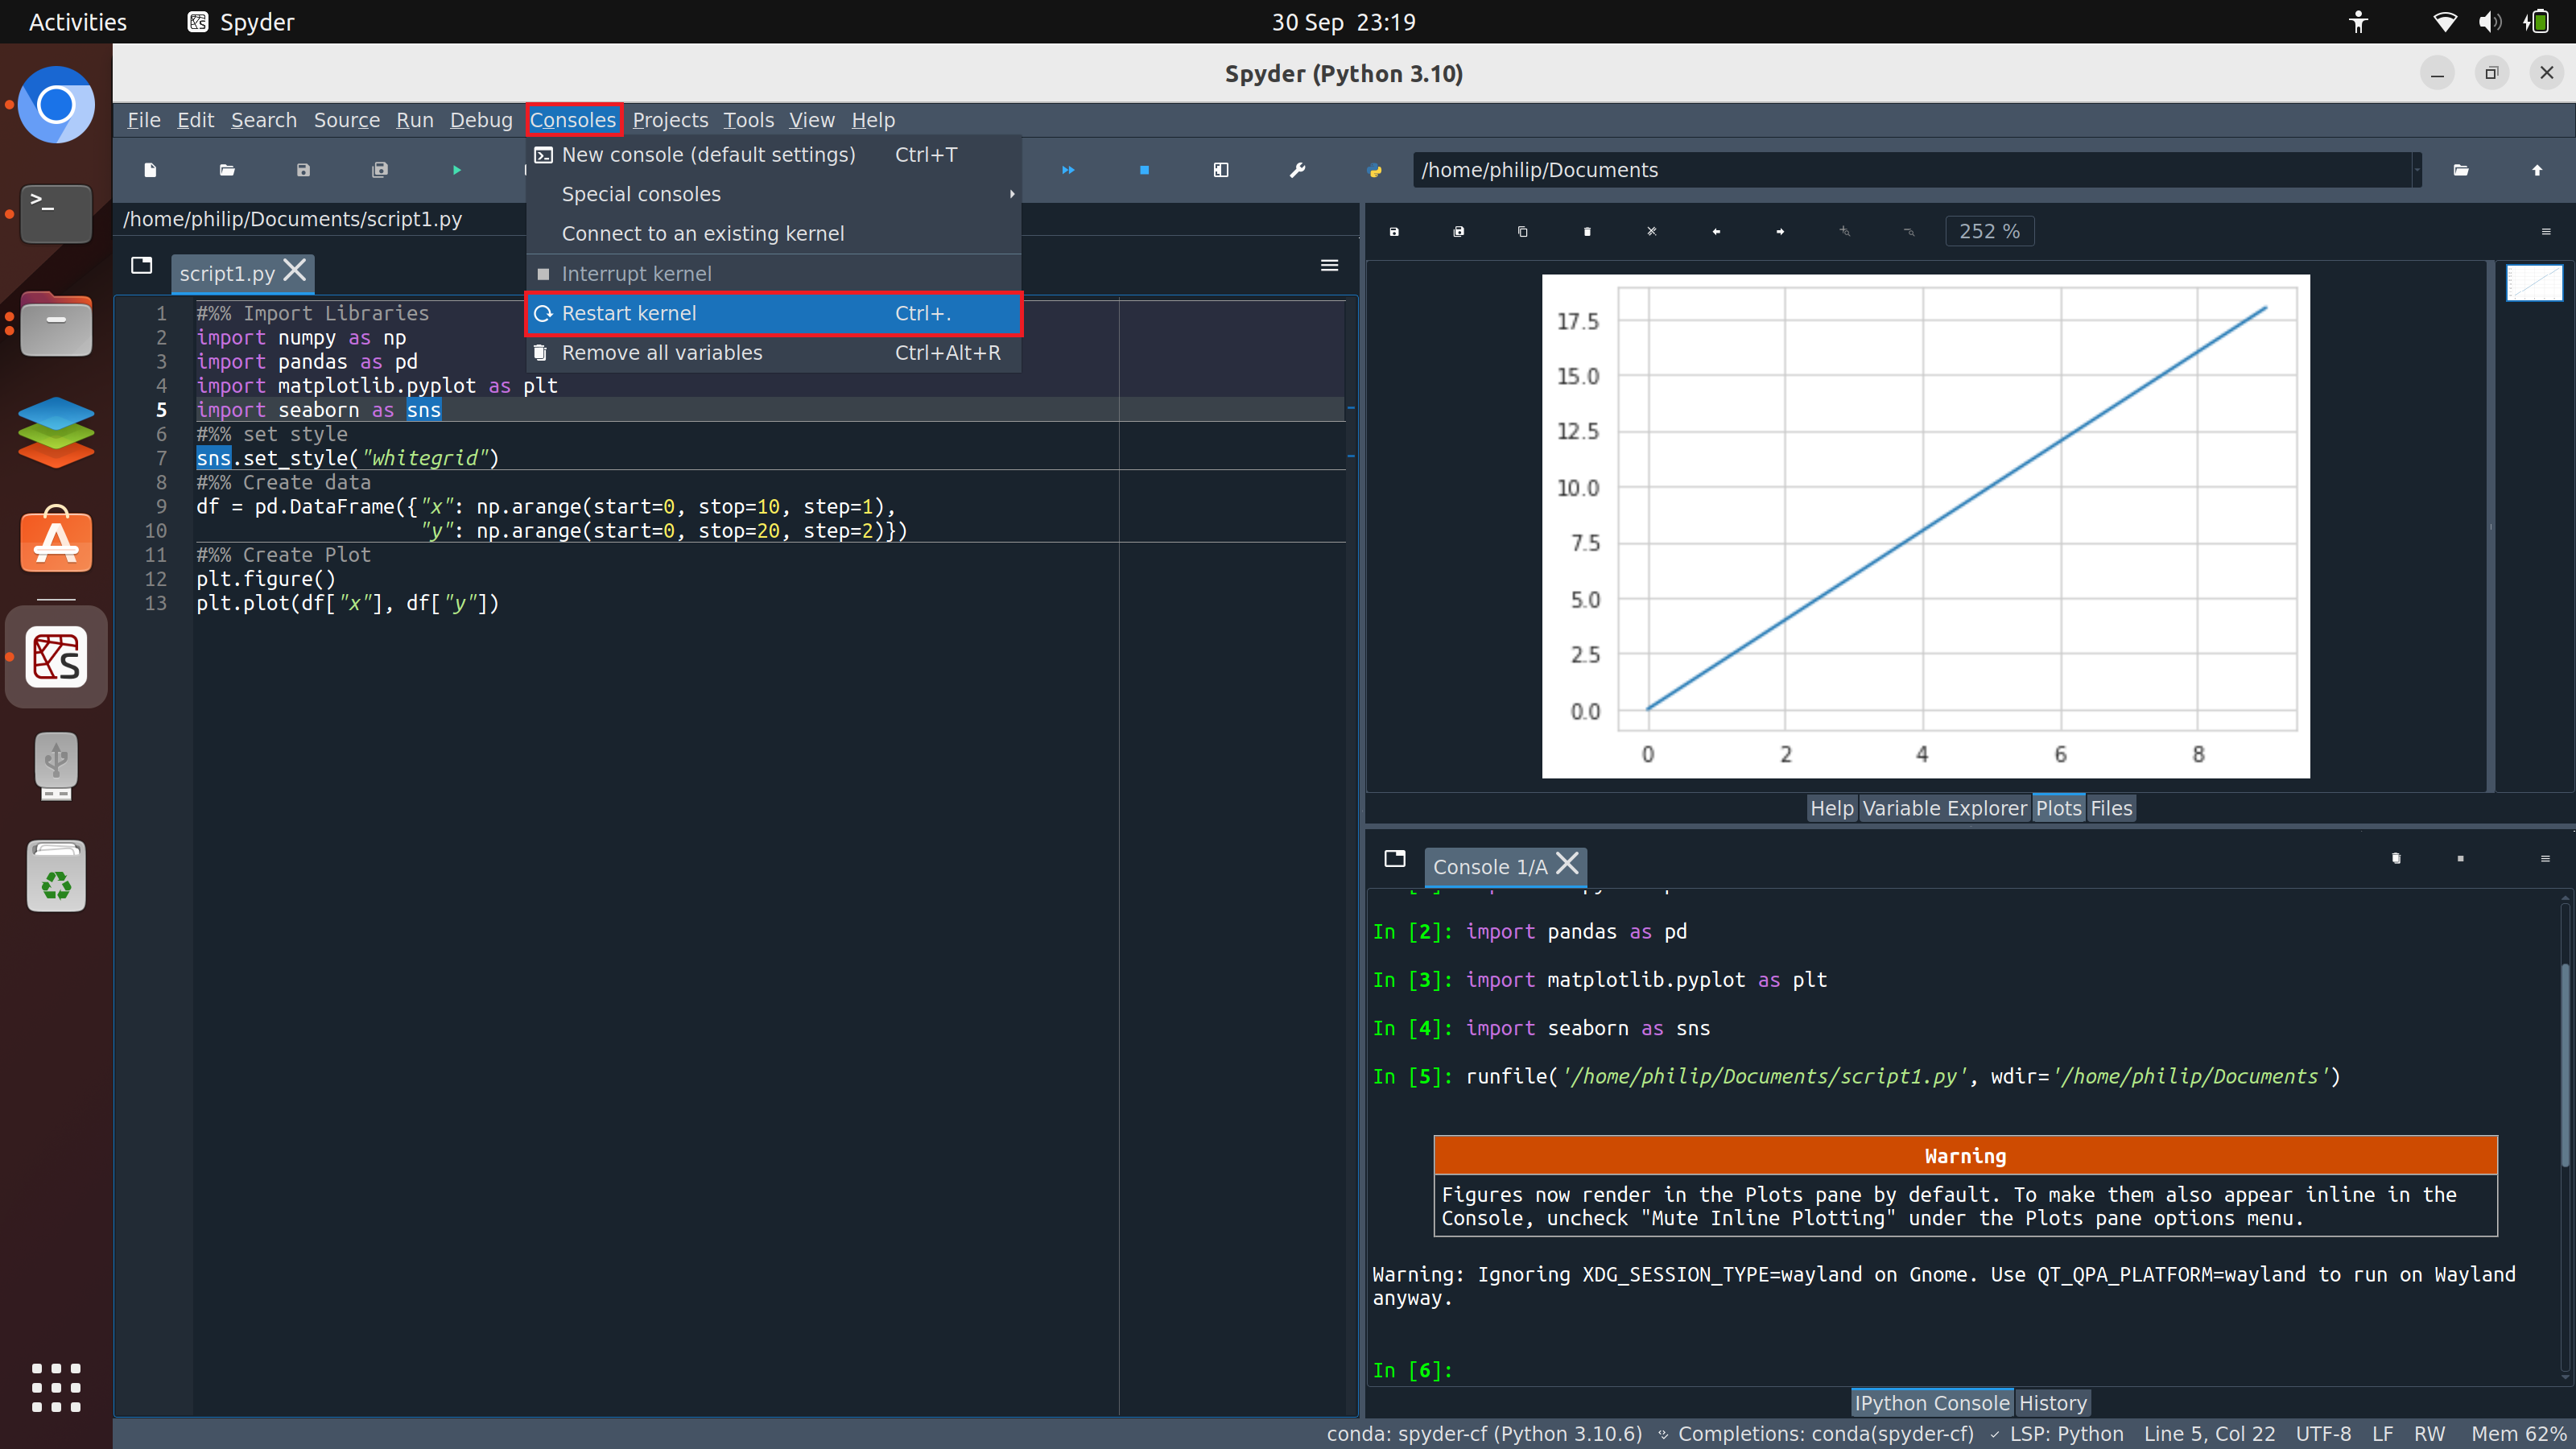 Activities
Spyder
30 Sep 23:19
Spyder (Python 3.10)
File Edit Search Source Run Debug Consoles Projects Tools View Help
New console (default settings) Ctrl+T
Special consoles
Connect to an existing kernel
Interrupt kernel
Restart kernel Ctrl+.
Remove all variables Ctrl+Alt+R
/home/philip/Documents
/home/philip/Documents/script1.py
script1.py
1 #%% Import Libraries
2 import numpy as np
3 import pandas as pd
4 import matplotlib.pyplot as plt
5 import seaborn as sns
6 #%% set style
7 sns.set_style("whitegrid")
8 #%% Create data
9 df = pd.DataFrame({"x": np.arange(start=0, stop=10, step=1),
10 "y": np.arange(start=0, stop=20, step=2)})
11 #%% Create Plot
12 plt.figure()
13 plt.plot(df["x"], df["y"])
252 %
17.5
15.0
12.5
10.0
7.5
5.0
2.5
0.0
0 2 4 6 8
Help Variable Explorer Plots Files
Console 1/A
In [2]: import pandas as pd
In [3]: import matplotlib.pyplot as plt
In [4]: import seaborn as sns
In [5]: runfile('/home/philip/Documents/script1.py', wdir='/home/philip/Documents')
Warning
Figures now render in the Plots pane by default. To make them also appear inline in the
Console, uncheck "Mute Inline Plotting" under the Plots pane options menu.
Warning: Ignoring XDG_SESSION_TYPE=wayland on Gnome. Use QT_QPA_PLATFORM=wayland to run on Wayland
anyway.
In [6]:
IPython Console History
conda: spyder-cf (Python 3.10.6) Completions: conda(spyder-cf) LSP: Python Line 5, Col 22 UTF-8 LF RW Mem 62%